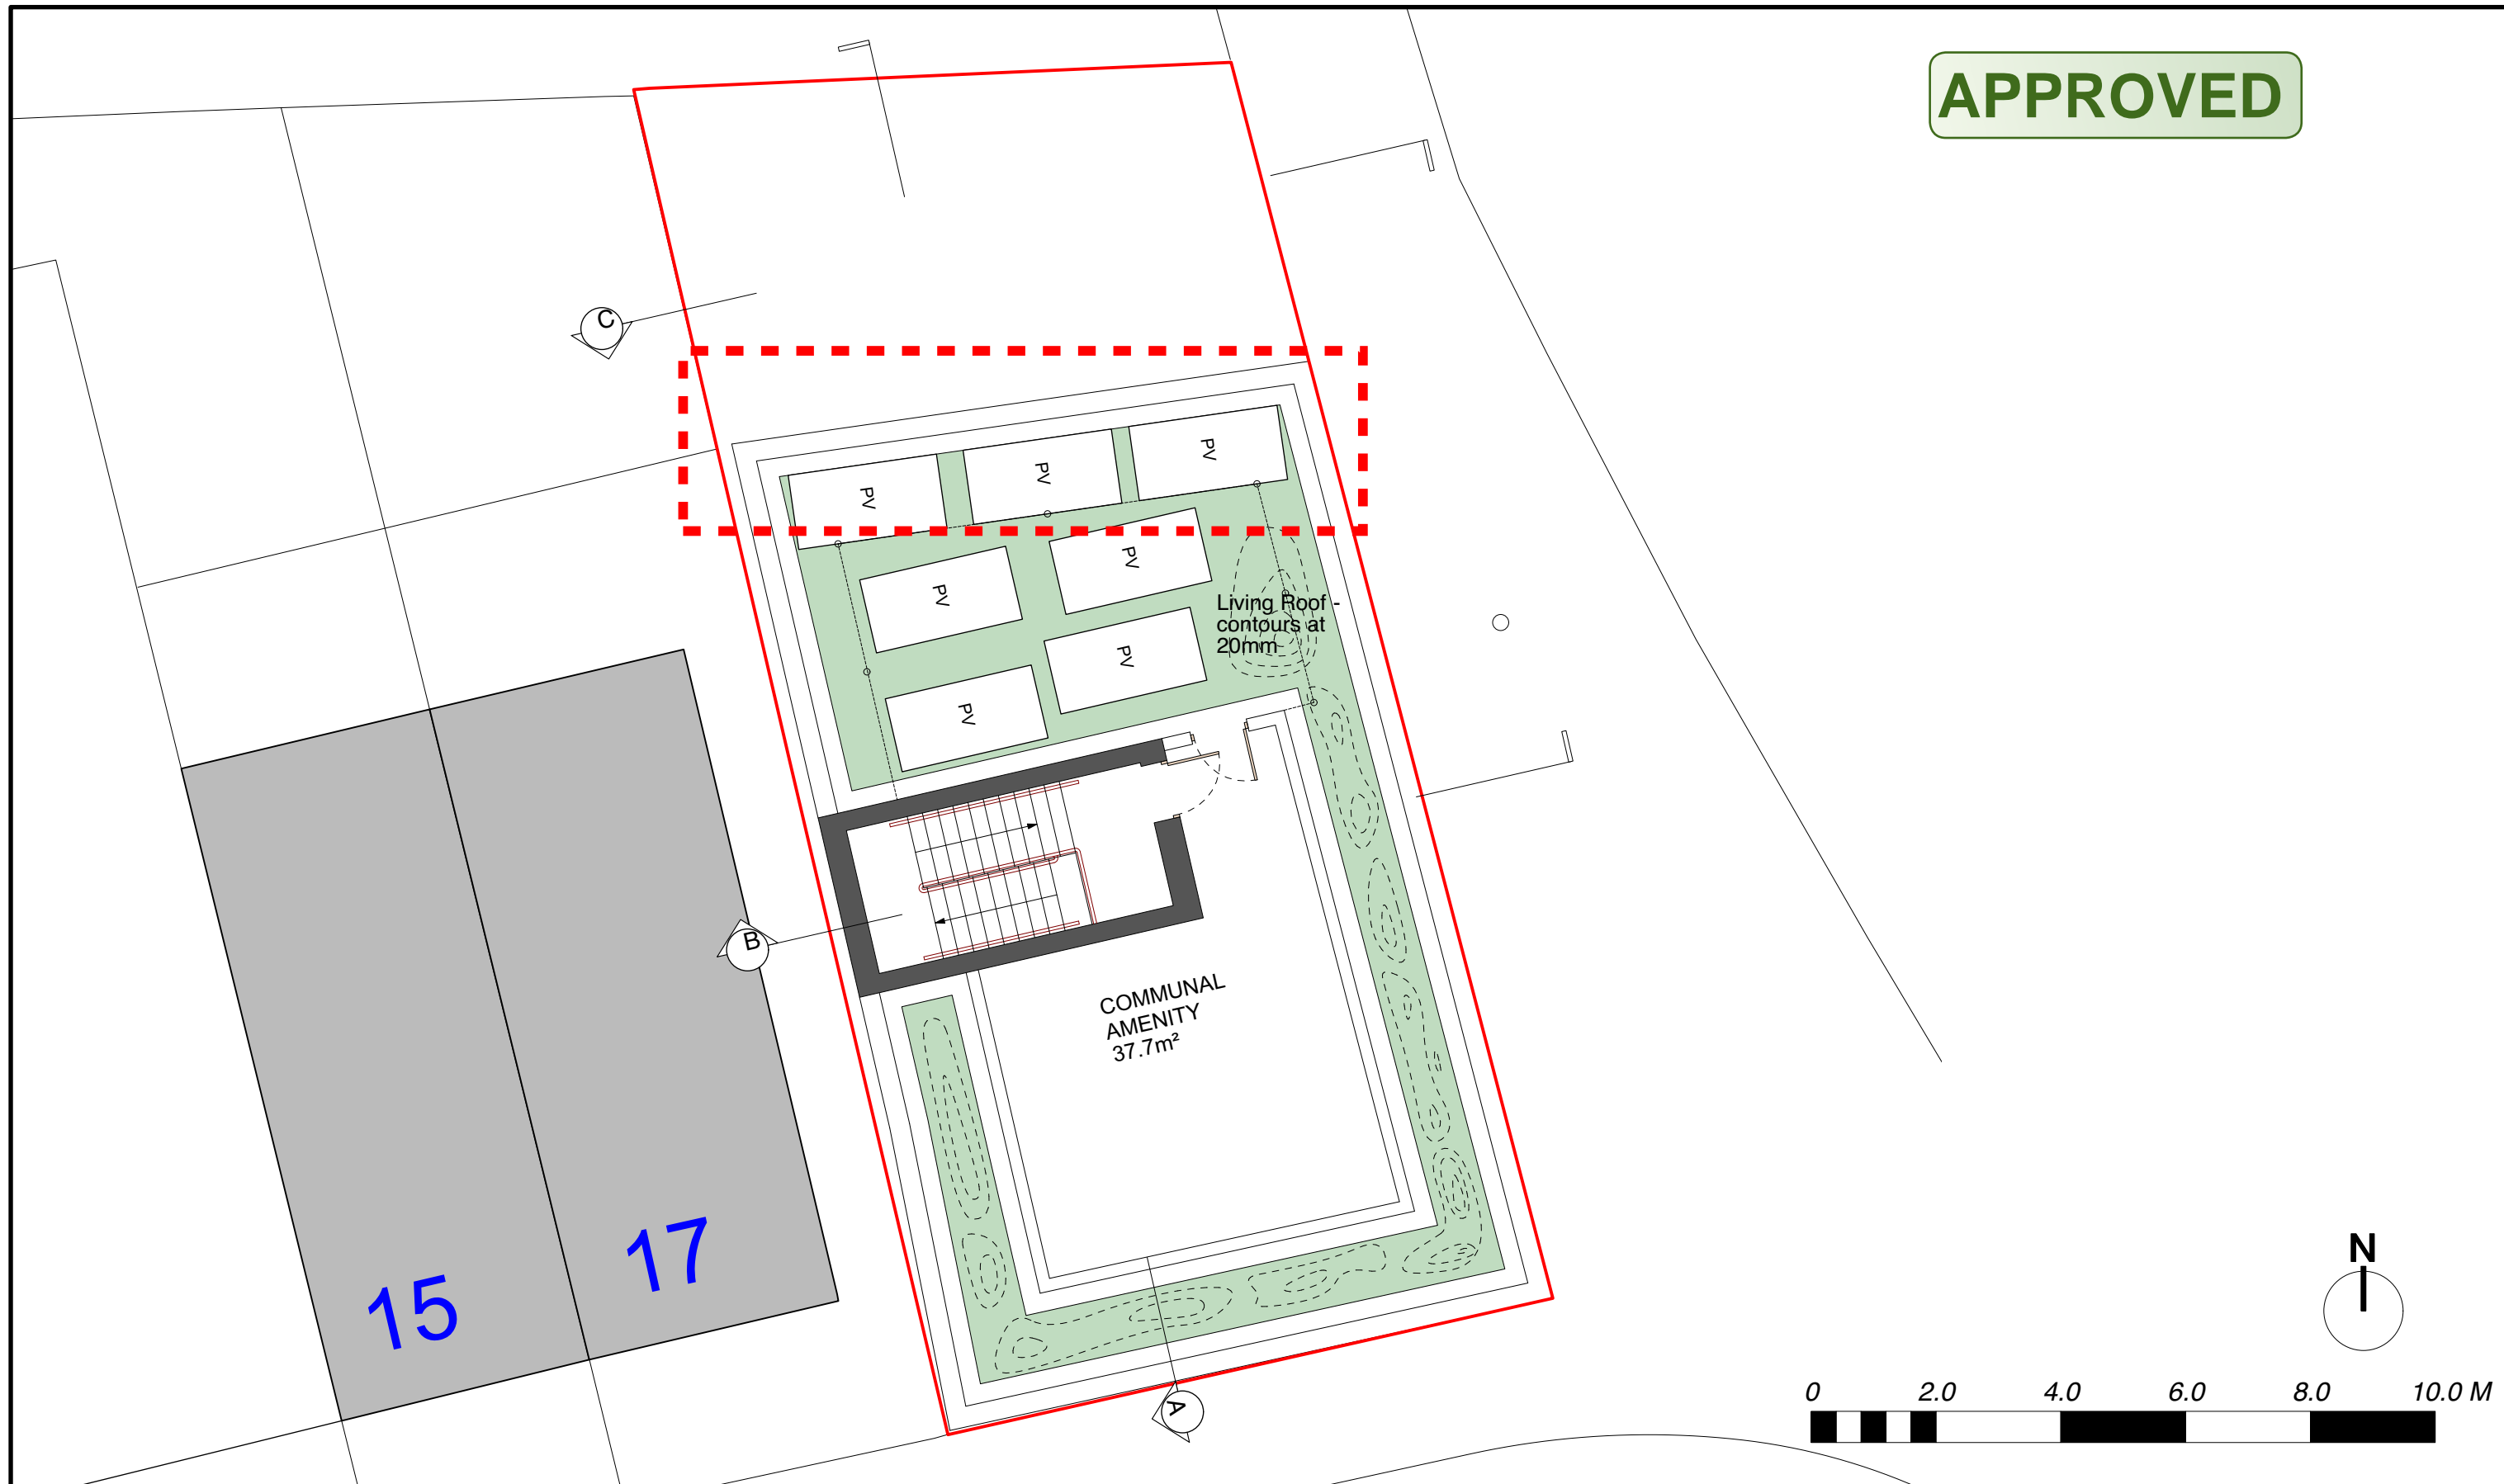 APPROVED
C
PV
PV
PV
PV
PV
PV
PV
Living Roof -
contours at
20mm
B
COMMUNAL
AMENITY
37.7m²
17
15
A
N
0 2.0 4.0 6.0 8.0 10.0 M